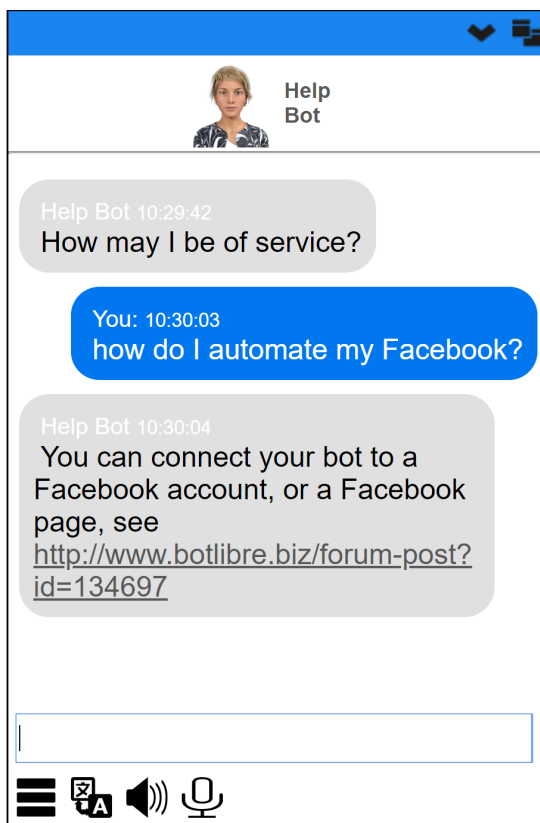 Help
Bot
Help Bot 10:29:42
How may I be of service?
You: 10:30:03
how do I automate my Facebook?
Help Bot 10:30:04
You can connect your bot to a
Facebook account, or a Facebook
page, see
http://www.botlibre.biz/forum-post?
id=134697
文
A